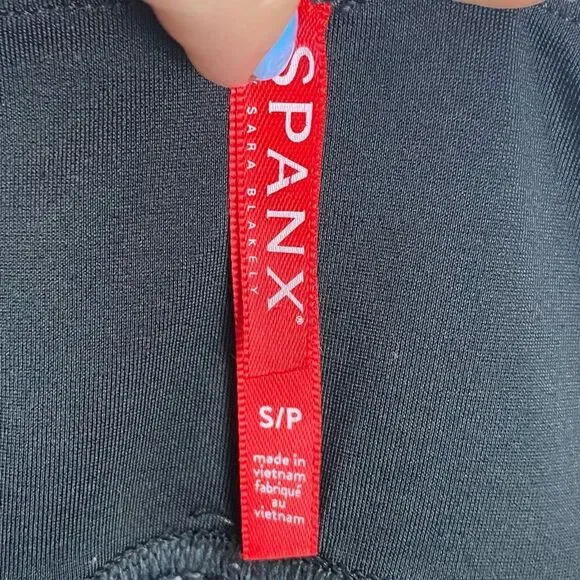 SPANX®
SARA BLAKELY
S/P
made in
vietnam
fabriqué
au
vietnam